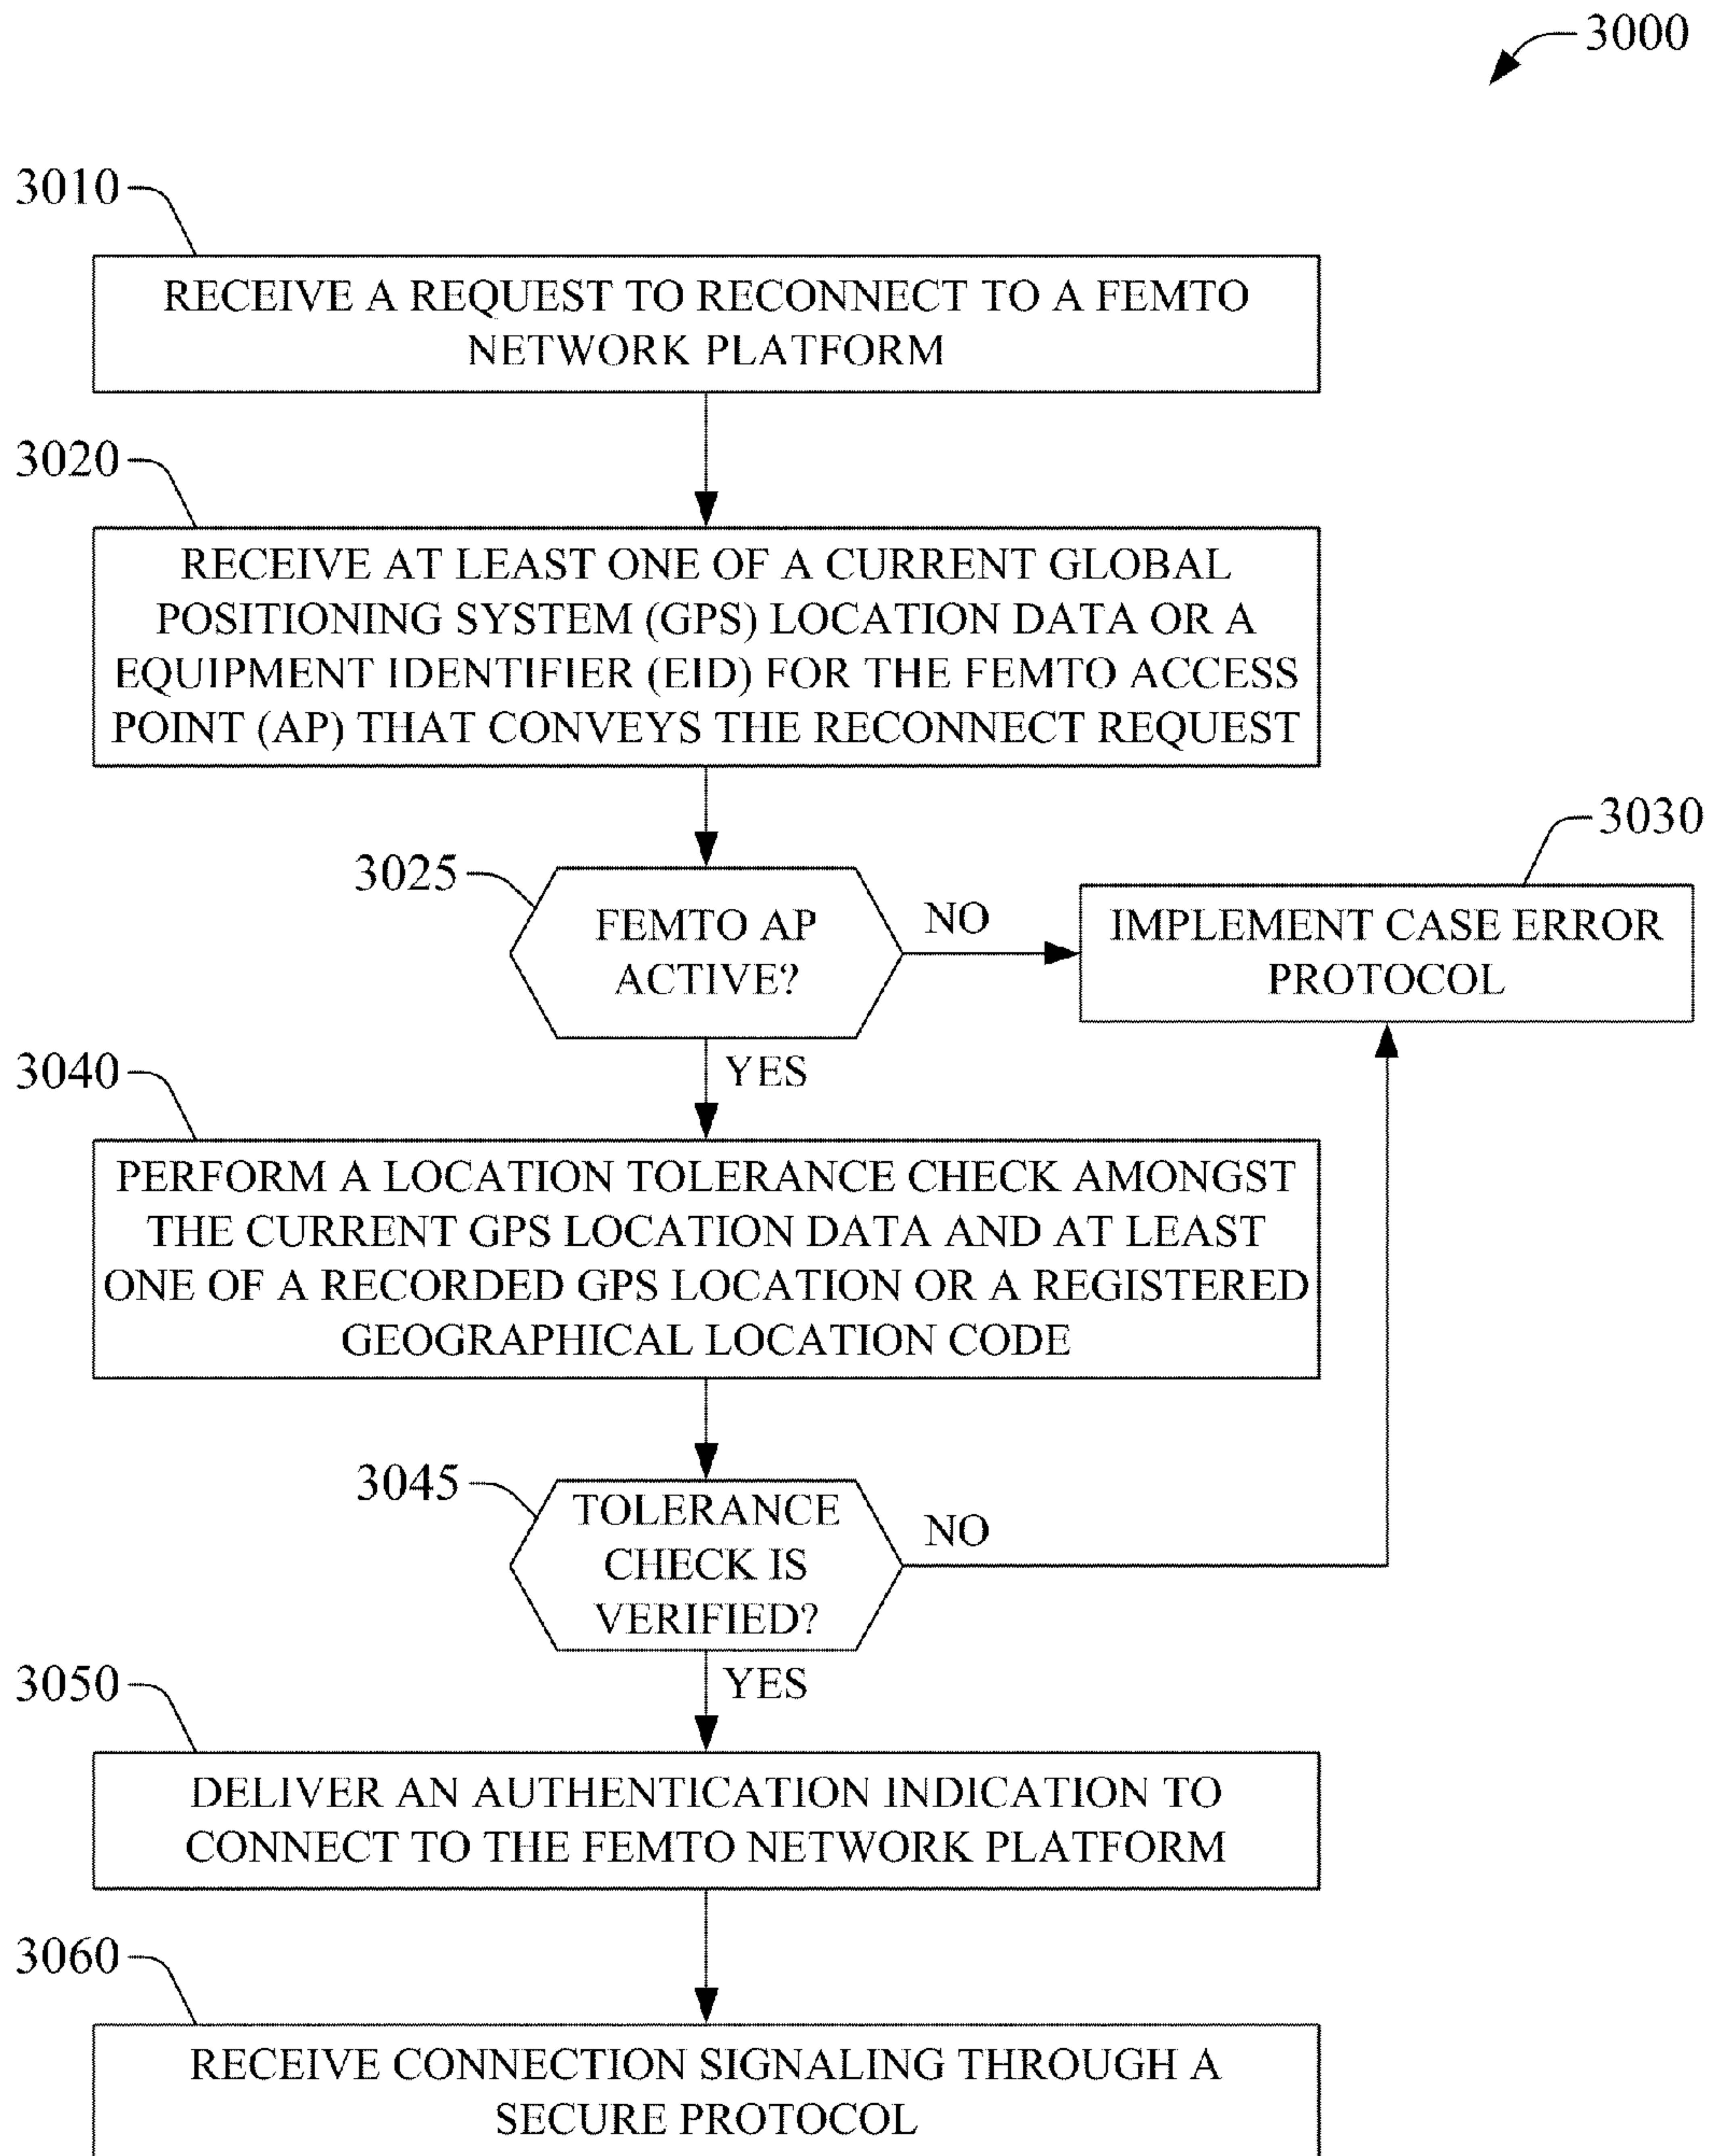 3000
3010
RECEIVE A REQUEST TO RECONNECT TO A FEMTO
NETWORK PLATFORM
3020
RECEIVE AT LEAST ONE OF A CURRENT GLOBAL
POSITIONING SYSTEM (GPS) LOCATION DATA OR A
EQUIPMENT IDENTIFIER (EID) FOR THE FEMTO ACCESS
POINT (AP) THAT CONVEYS THE RECONNECT REQUEST
3025
FEMTO AP
ACTIVE?
NO
YES
3030
IMPLEMENT CASE ERROR
PROTOCOL
3040
PERFORM A LOCATION TOLERANCE CHECK AMONGST
THE CURRENT GPS LOCATION DATA AND AT LEAST
ONE OF A RECORDED GPS LOCATION OR A REGISTERED
GEOGRAPHICAL LOCATION CODE
3045
TOLERANCE
CHECK IS
VERIFIED?
NO
YES
3050
DELIVER AN AUTHENTICATION INDICATION TO
CONNECT TO THE FEMTO NETWORK PLATFORM
3060
RECEIVE CONNECTION SIGNALING THROUGH A
SECURE PROTOCOL